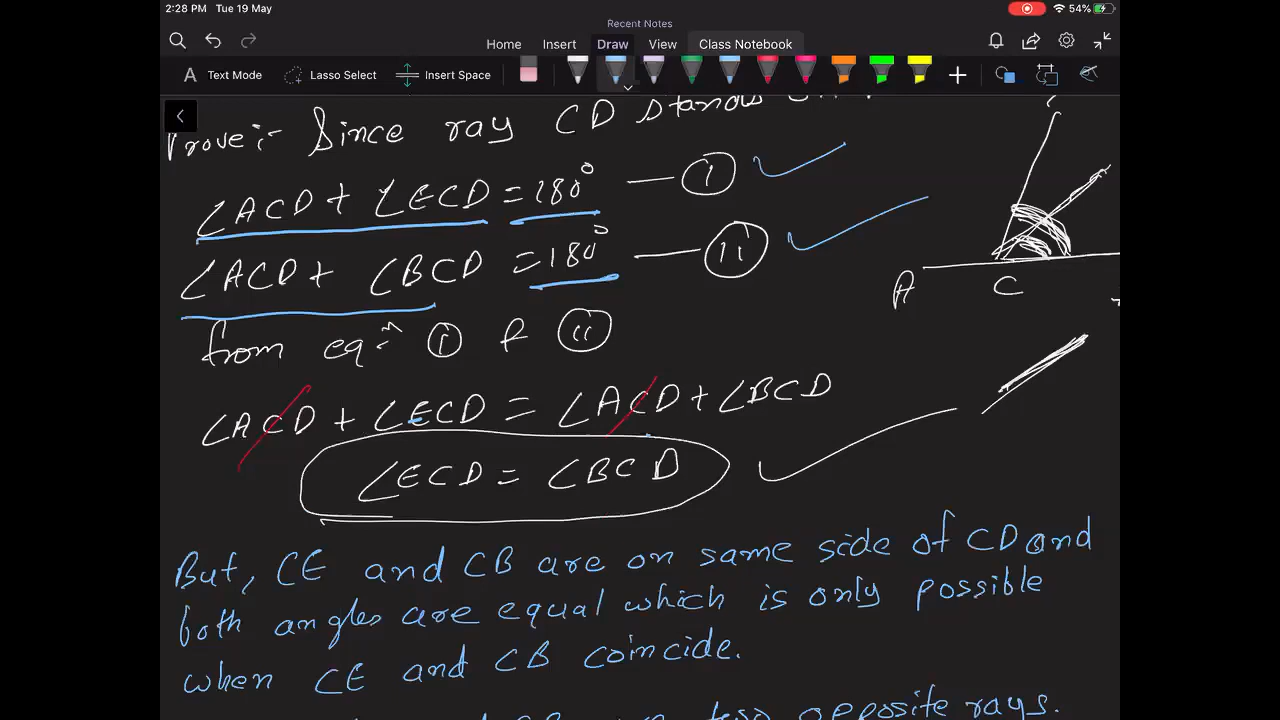 2:28 PM Tue 19 May
54%
Recent Notes
Home Insert Draw View Class Notebook
Text Mode Lasso Select Insert Space
Prove:- Since ray CD stands
∠ACD + ∠ECD = 180° — (I)
∠ACD + ∠BCD = 180° — (II)
from eqⁿ (i) & (ii)
∠ACD + ∠ECD = ∠ACD + ∠BCD
∠ECD = ∠BCD
A C
But, CE and CB are on same side of CD and
both angles are equal which is only possible
when CE and CB coincide.
two opposite rays.